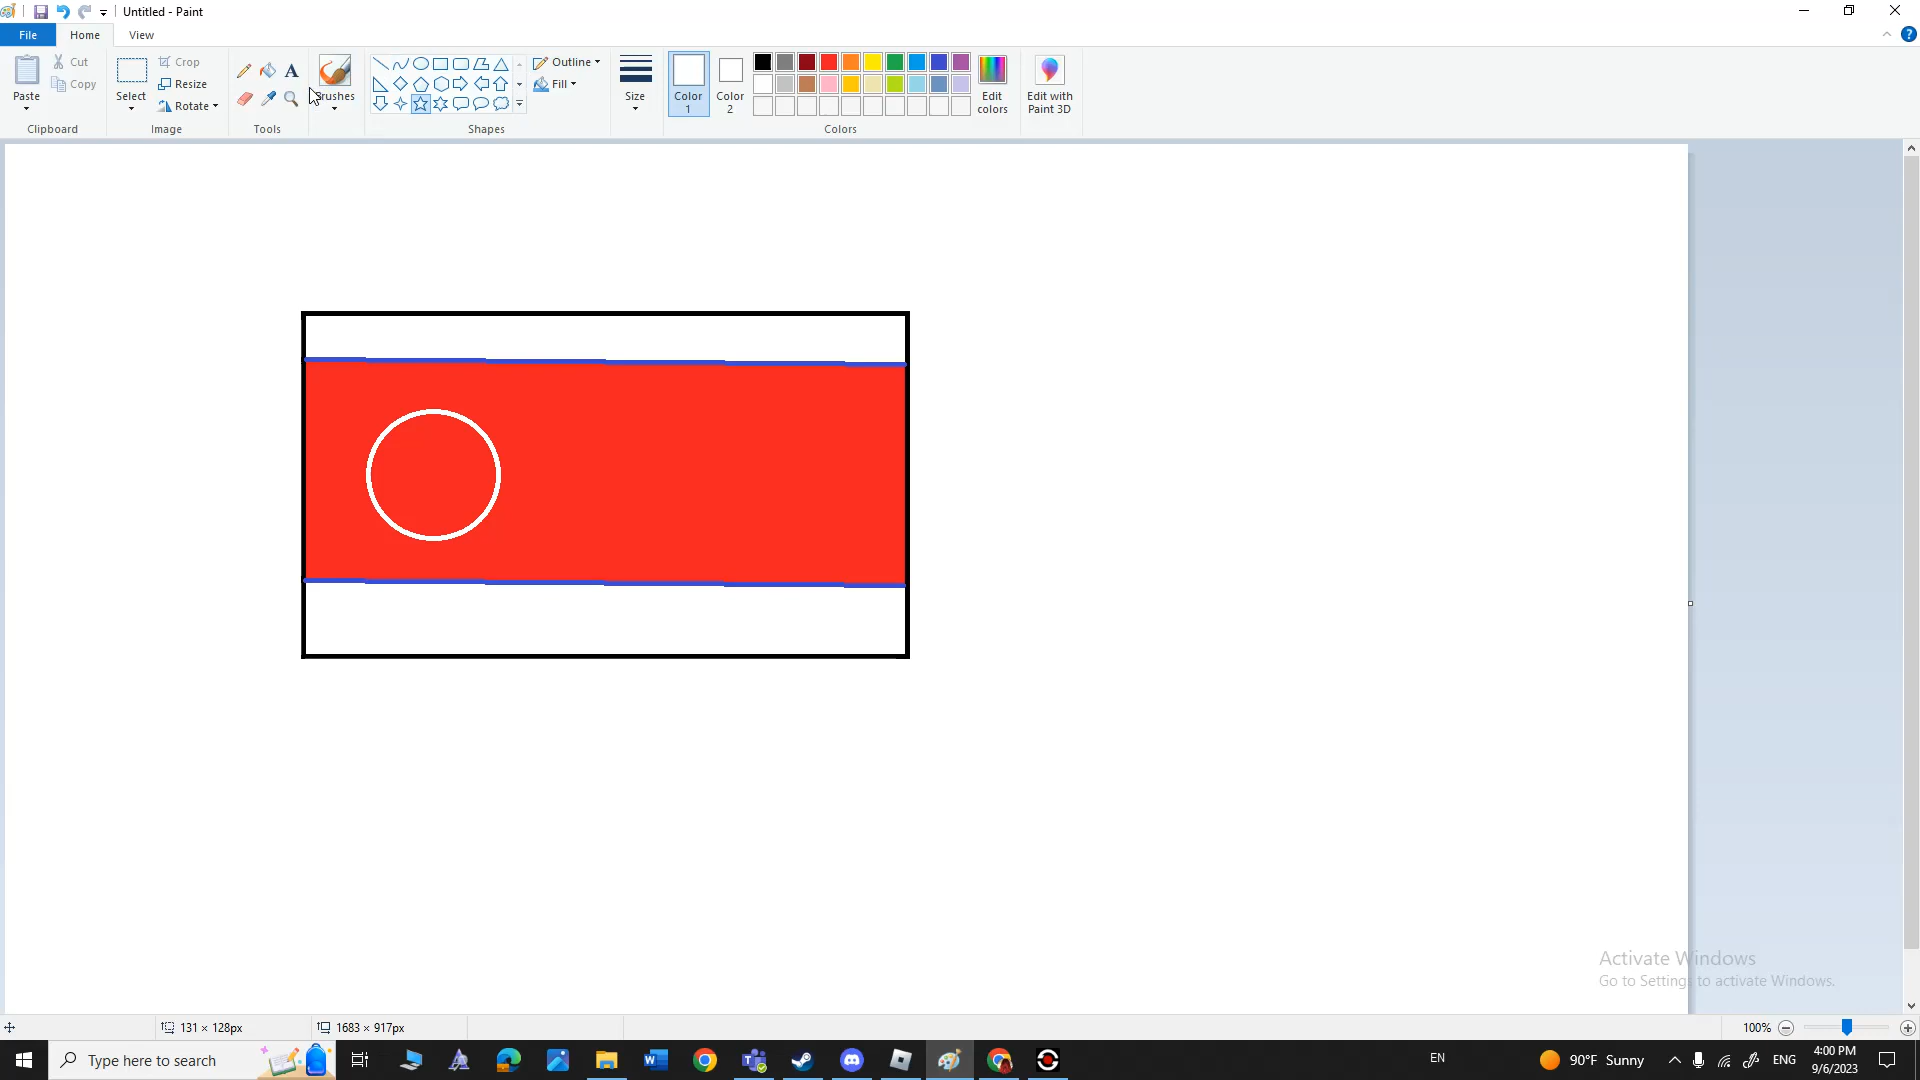 Untitled - Paint
File Home View
Paste
Cut
Copy
Clipboard
Select
Crop
Resize
Rotate
Image
A
Tools
Brushes
Shapes
Outline
Fill
Size
Color 1
Color 2
Edit colors
Colors
Edit with Paint 3D
?
Activate Windows
Go to Settings to activate Windows.
131 × 128px
1683 × 917px
100%
Type here to search
EN
90°F Sunny
ENG
4:00 PM
9/6/2023